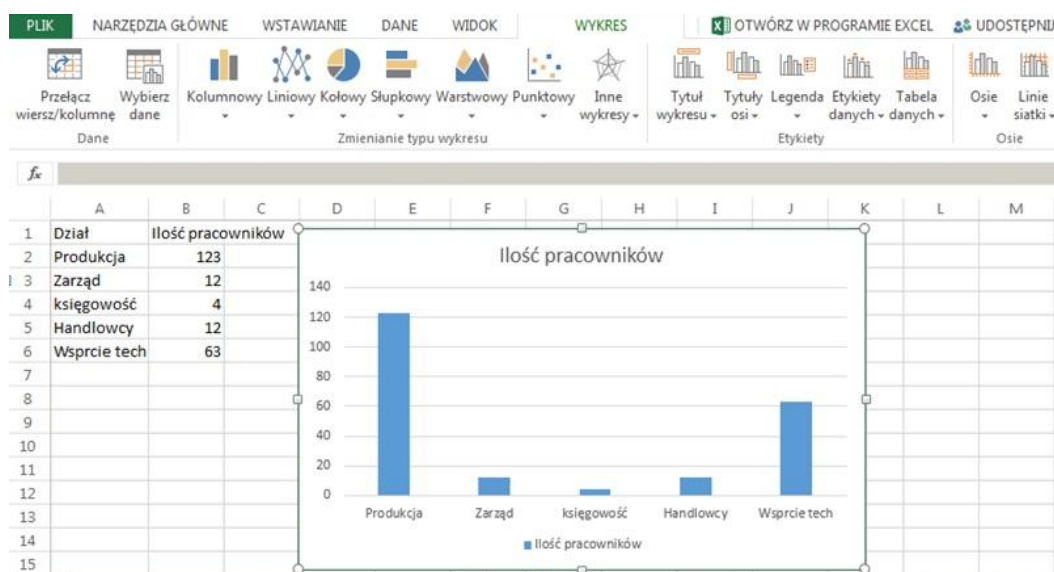 PLIK NARZĘDZIA GŁÓWNE WSTAWIANIE DANE WIDOK WYKRES OTWÓRZ W PROGRAMIE EXCEL
Przełącz wiersz/kolumnę Wybierz dane Kolumnowy Liniowy Kołowy Słupkowy Warstwowy Punktowy Inne wykresy Tytuł wykresu Tytuły osi Legenda Etykiety danych Tabela danych Osie Linie siatki
Dane Zmienianie typu wykresu Etykiety Osie
fx
A B C D E F G H I J K L M
1 Dział Ilość pracowników
2 Produkcja 123
3 Zarząd 12
4 księgowość 4
5 Handlowcy 12
6 Wsprcie tech 63
7
8
9
10
11
12
13
14
15
Ilość pracowników
140
120
100
80
60
40
20
0
Produkcja Zarząd księgowość Handlowcy Wsprcie tech
Ilość pracowników